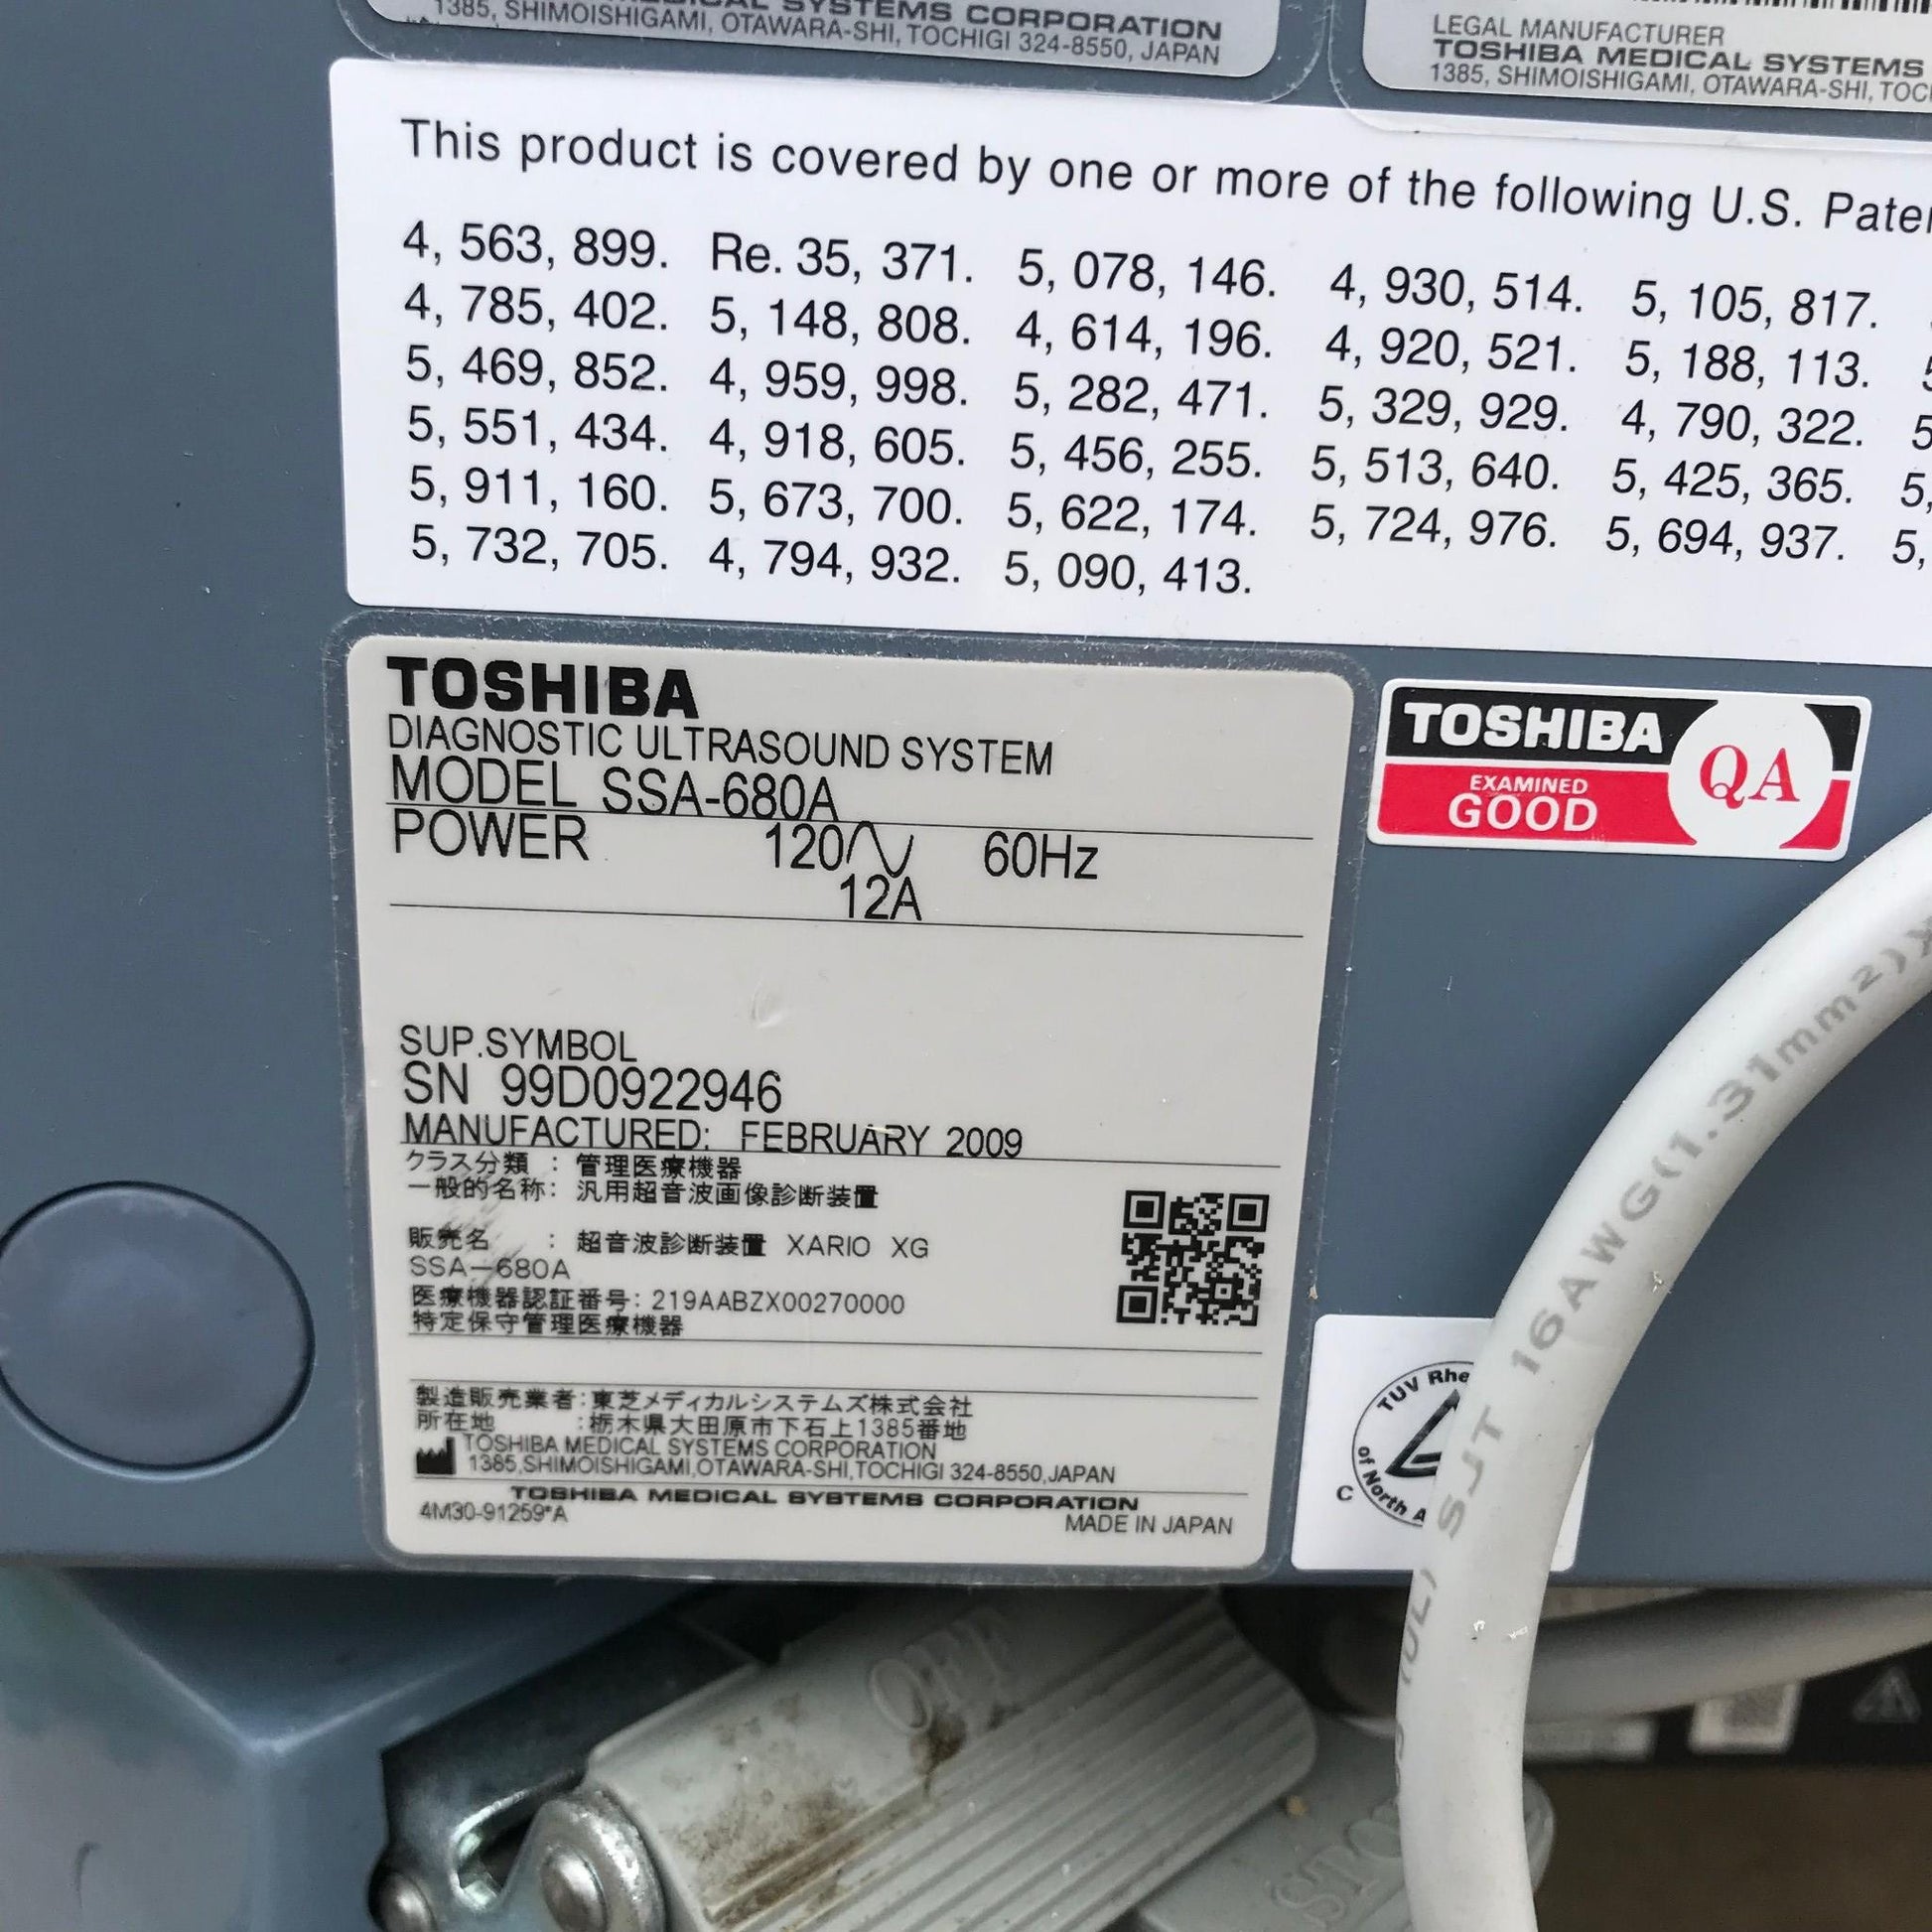 SYSTEMS CORPORATION
1385, SHIMOISHIGAMI, OTAWARA-SHI, TOCHIGI 324-8550, JAPAN
LEGAL MANUFACTURER
TOSHIBA MEDICAL SYSTEMS
1385, SHIMOISHIGAMI, OTAWARA-SHI,
This product is covered by one or more of the following U.S.
4, 563, 899. Re. 35, 371. 5, 078, 146. 4, 930, 514. 5, 105, 817.
4, 785, 402. 5, 148, 808. 4, 614, 196. 4, 920, 521. 5, 188, 113.
5, 469, 852. 4, 959, 998. 5, 282, 471. 5, 329, 929. 4, 790, 322.
5, 551, 434. 4, 918, 605. 5, 456, 255. 5, 513, 640. 5, 425, 365.
5, 911, 160. 5, 673, 700. 5, 622, 174. 5, 724, 976. 5, 694, 937.
5, 732, 705. 4, 794, 932. 5, 090, 413.
TOSHIBA
DIAGNOSTIC ULTRASOUND SYSTEM
MODEL SSA-680A
POWER 120 60Hz
12A
SUP.SYMBOL
SN 99D0922946
MANUFACTURED: FEBRUARY 2009
クラス分類 : 管理医療機器
一般的名称: 汎用超音波画像診断装置
販売名 : 超音波診断装置 XARIO XG
SSA-680A
医療機器認証番号: 219AABZX00270000
特定保守管理医療機器
製造販売業者:東芝メディカルシステムズ株式会社
所在地 :栃木県大田原市下石上1385番地
TOSHIBA MEDICAL SYSTEMS CORPORATION
1385,SHIMOISHIGAMI,OTAWARA-SHI,TOCHIGI 324-8550,JAPAN
TOSHIBA MEDICAL SYSTEMS CORPORATION
4M30-91259*A MADE IN JAPAN
TOSHIBA
EXAMINED
GOOD
QA
TUV
of North
C
SJT 16AWG(1.31mm²)
OFF
STOP